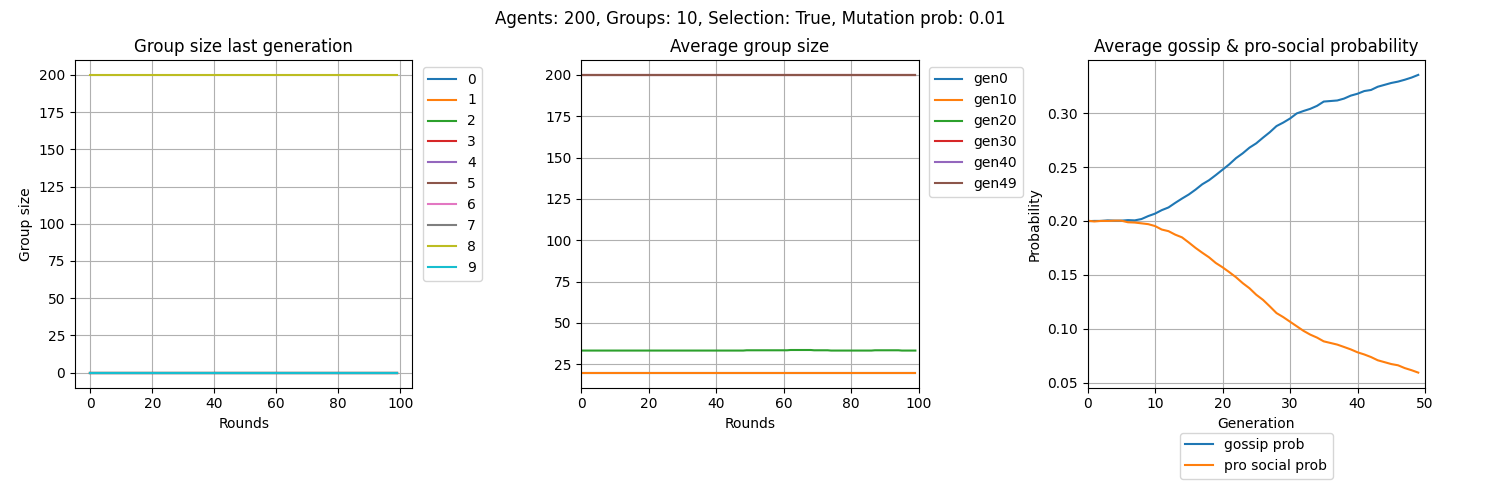 Agents: 200, Groups: 10, Selection: True, Mutation prob: 0.01
Group size last generation
Group size
200
175
150
125
100
75
50
25
0
0 20 40 60 80 100
Rounds
0
1
2
3
4
5
6
7
8
9
Average group size
200
175
150
125
100
75
50
25
0 20 40 60 80 100
Rounds
gen0
gen10
gen20
gen30
gen40
gen49
Average gossip & pro-social probability
Probability
0.30
0.25
0.20
0.15
0.10
0.05
0 10 20 30 40 50
Generation
gossip prob
pro social prob